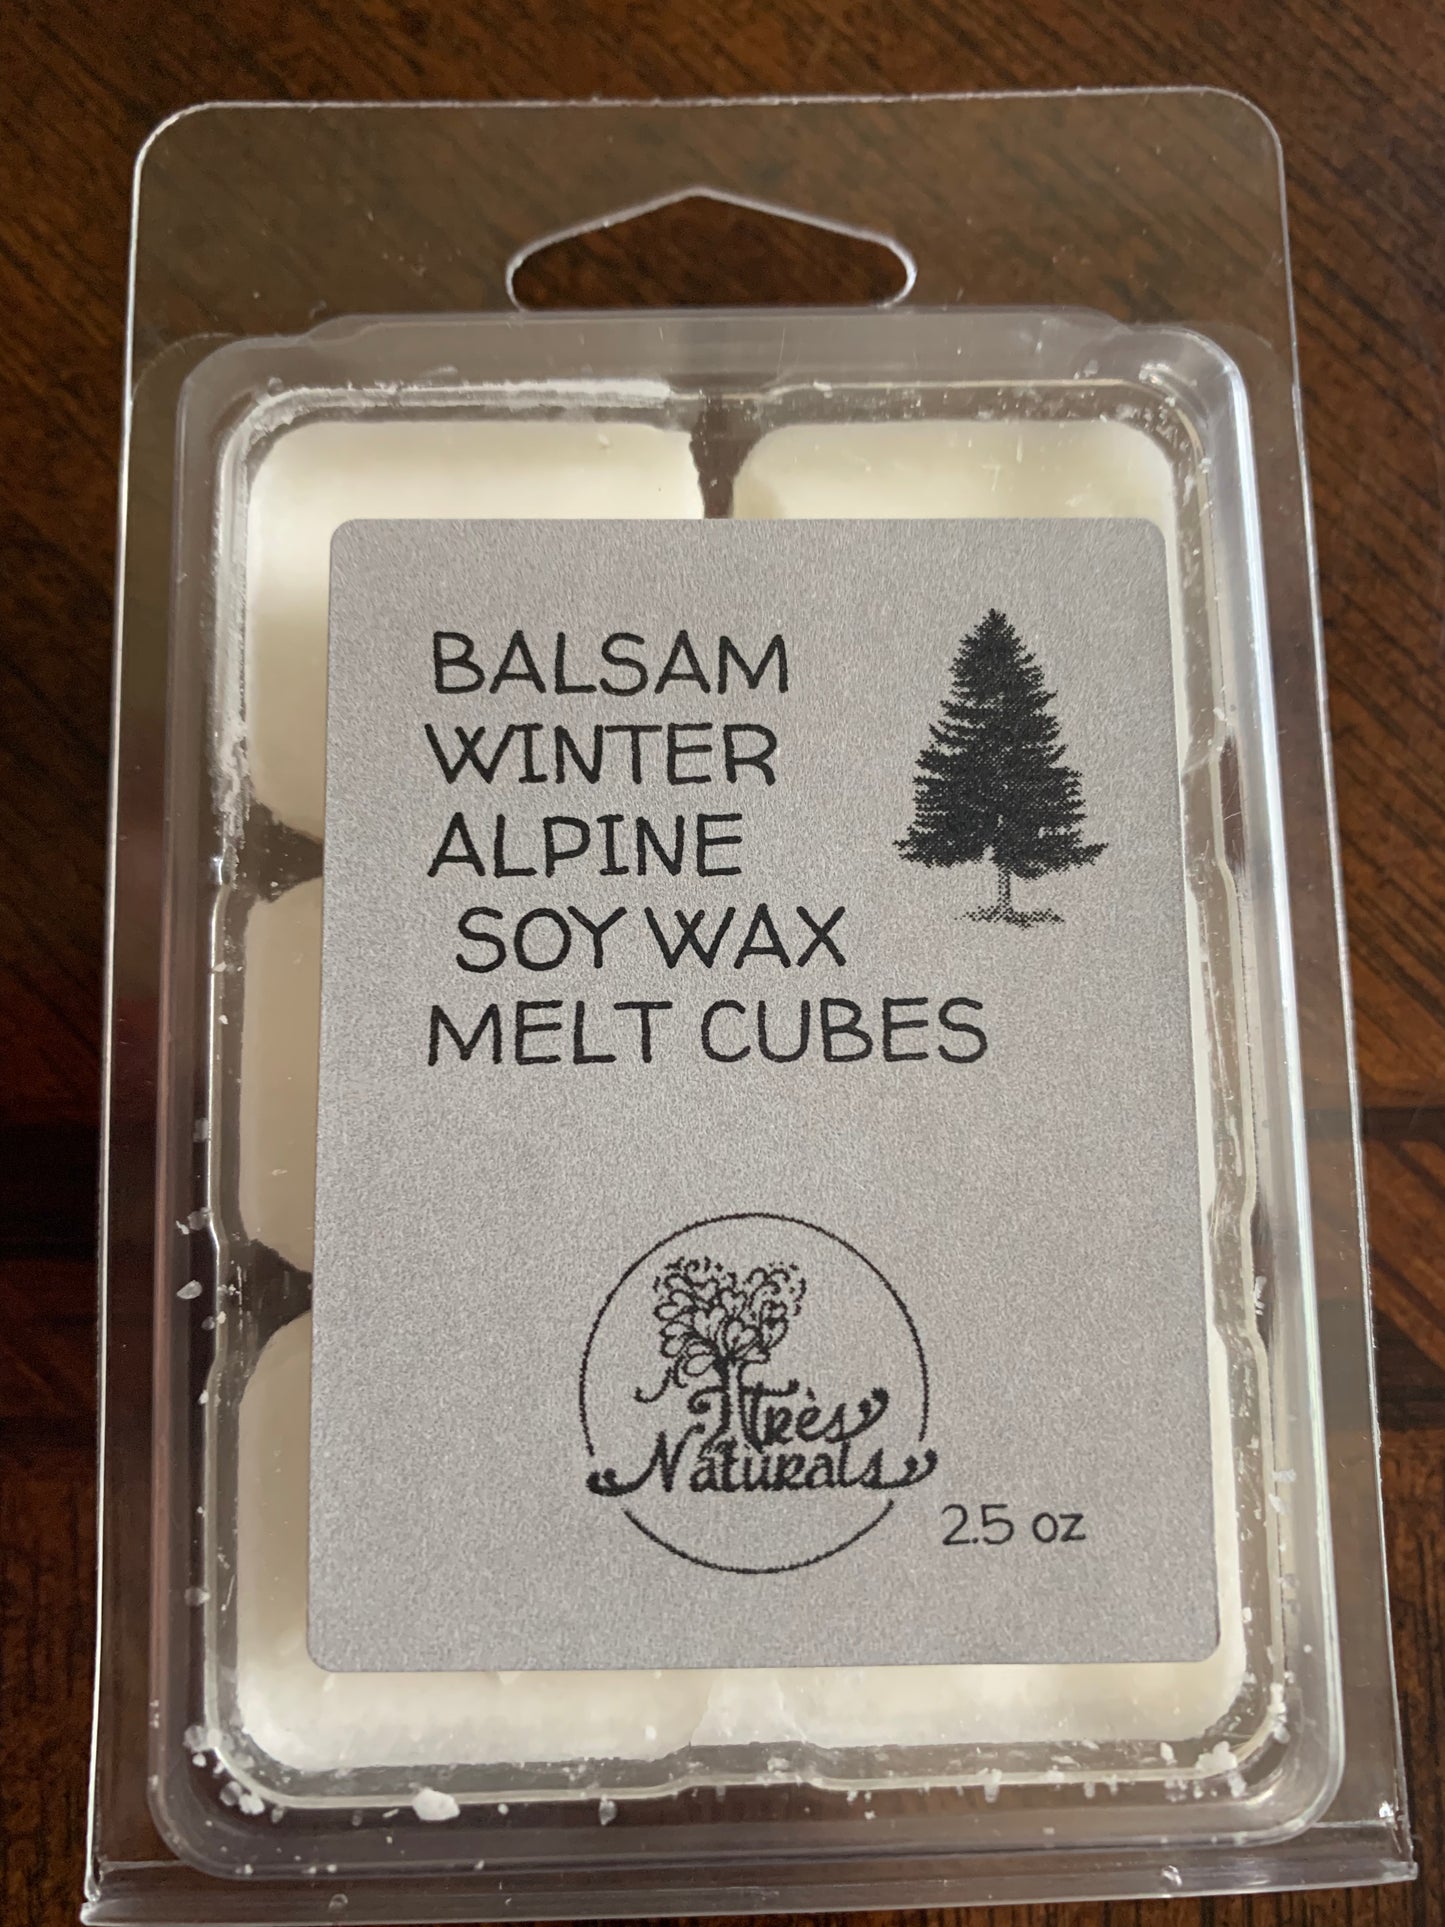 BALSAM
WINTER
ALPINE
SOY WAX
MELT CUBES
Très
Naturals
2.5 oz